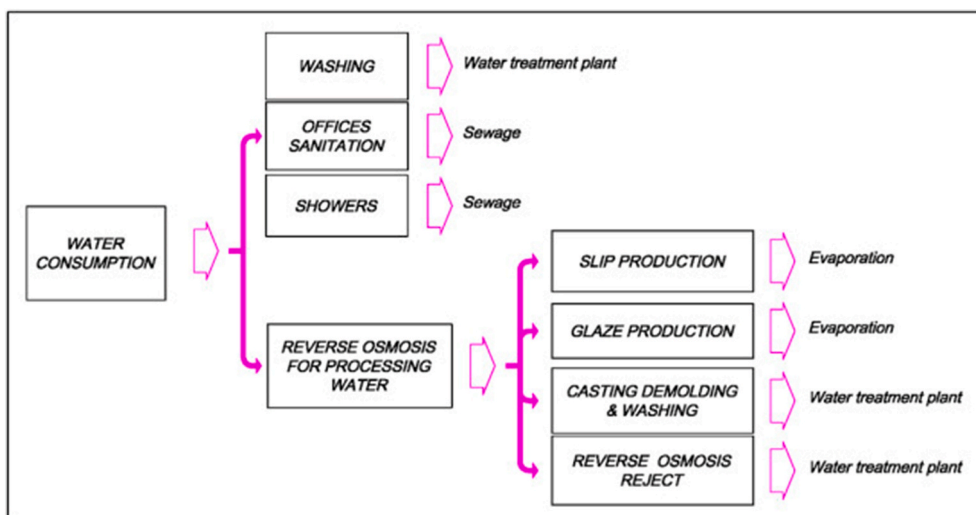 WASHING
Water treatment plant
OFFICES
SANITATION
Sewage
SHOWERS
Sewage
WATER
CONSUMPTION
SLIP PRODUCTION
Evaporation
GLAZE PRODUCTION
Evaporation
REVERSE OSMOSIS
FOR PROCESSING
WATER
CASTING DEMOLDING
& WASHING
Water treatment plant
REVERSE OSMOSIS
REJECT
Water treatment plant